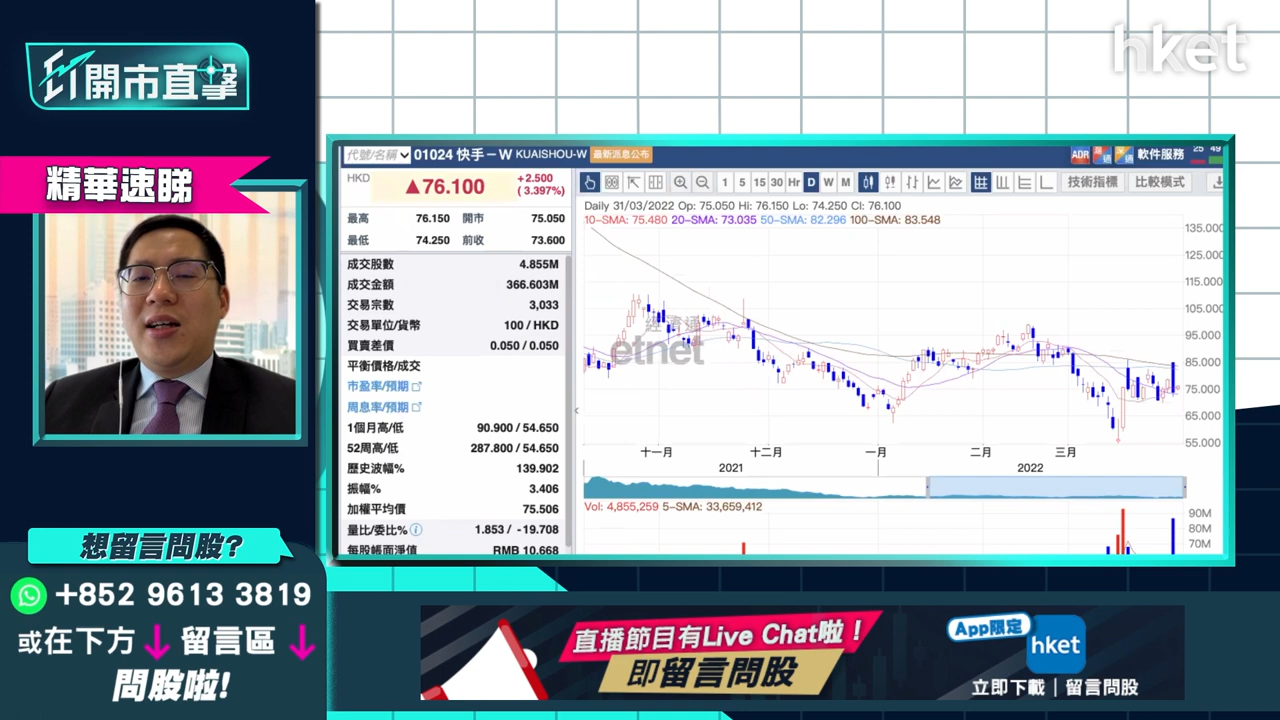 hket
開市直擊
精華速睇
代號/名稱 01024 快手－W KUAISHOU-W 最新派息公布 ADR 軟件服務 25 49
HKD ▲76.100 +2.500
(3.397%)
最高 76.150 開市 75.050
最低 74.250 前收 73.600
成交股數 4.855M
成交金額 366.603M
交易宗數 3,033
交易單位/貨幣 100 / HKD
買賣差價 0.050 / 0.050
平衡價格/成交
市盈率/預期
周息率/預期
1個月高/低 90.900 / 54.650
52周高/低 287.800 / 54.650
歷史波幅% 139.902
振幅% 3.406
加權平均價 75.506
量比/委比% 1.853 / -19.708
每股帳面淨值 RMB 10.668
1 5 15 30 Hr D W M 技術指標 比較模式
Daily 31/03/2022 Op: 75.050 Hi: 76.150 Lo: 74.250 Cl: 76.100
10-SMA: 75.480 20-SMA: 73.035 50-SMA: 82.296 100-SMA: 83.548
135.000
125.000
115.000
105.000
95.000
85.000
75.000
65.000
55.000
經濟通
etnet
十一月 十二月 一月 二月 三月
2021 2022
Vol: 4,855,259 5-SMA: 33,659,412
90M
80M
70M
想留言問股?
+852 9613 3819
或在下方 留言區
問股啦!
直播節目有Live Chat啦！
即留言問股
App限定
hket
立即下載｜留言問股